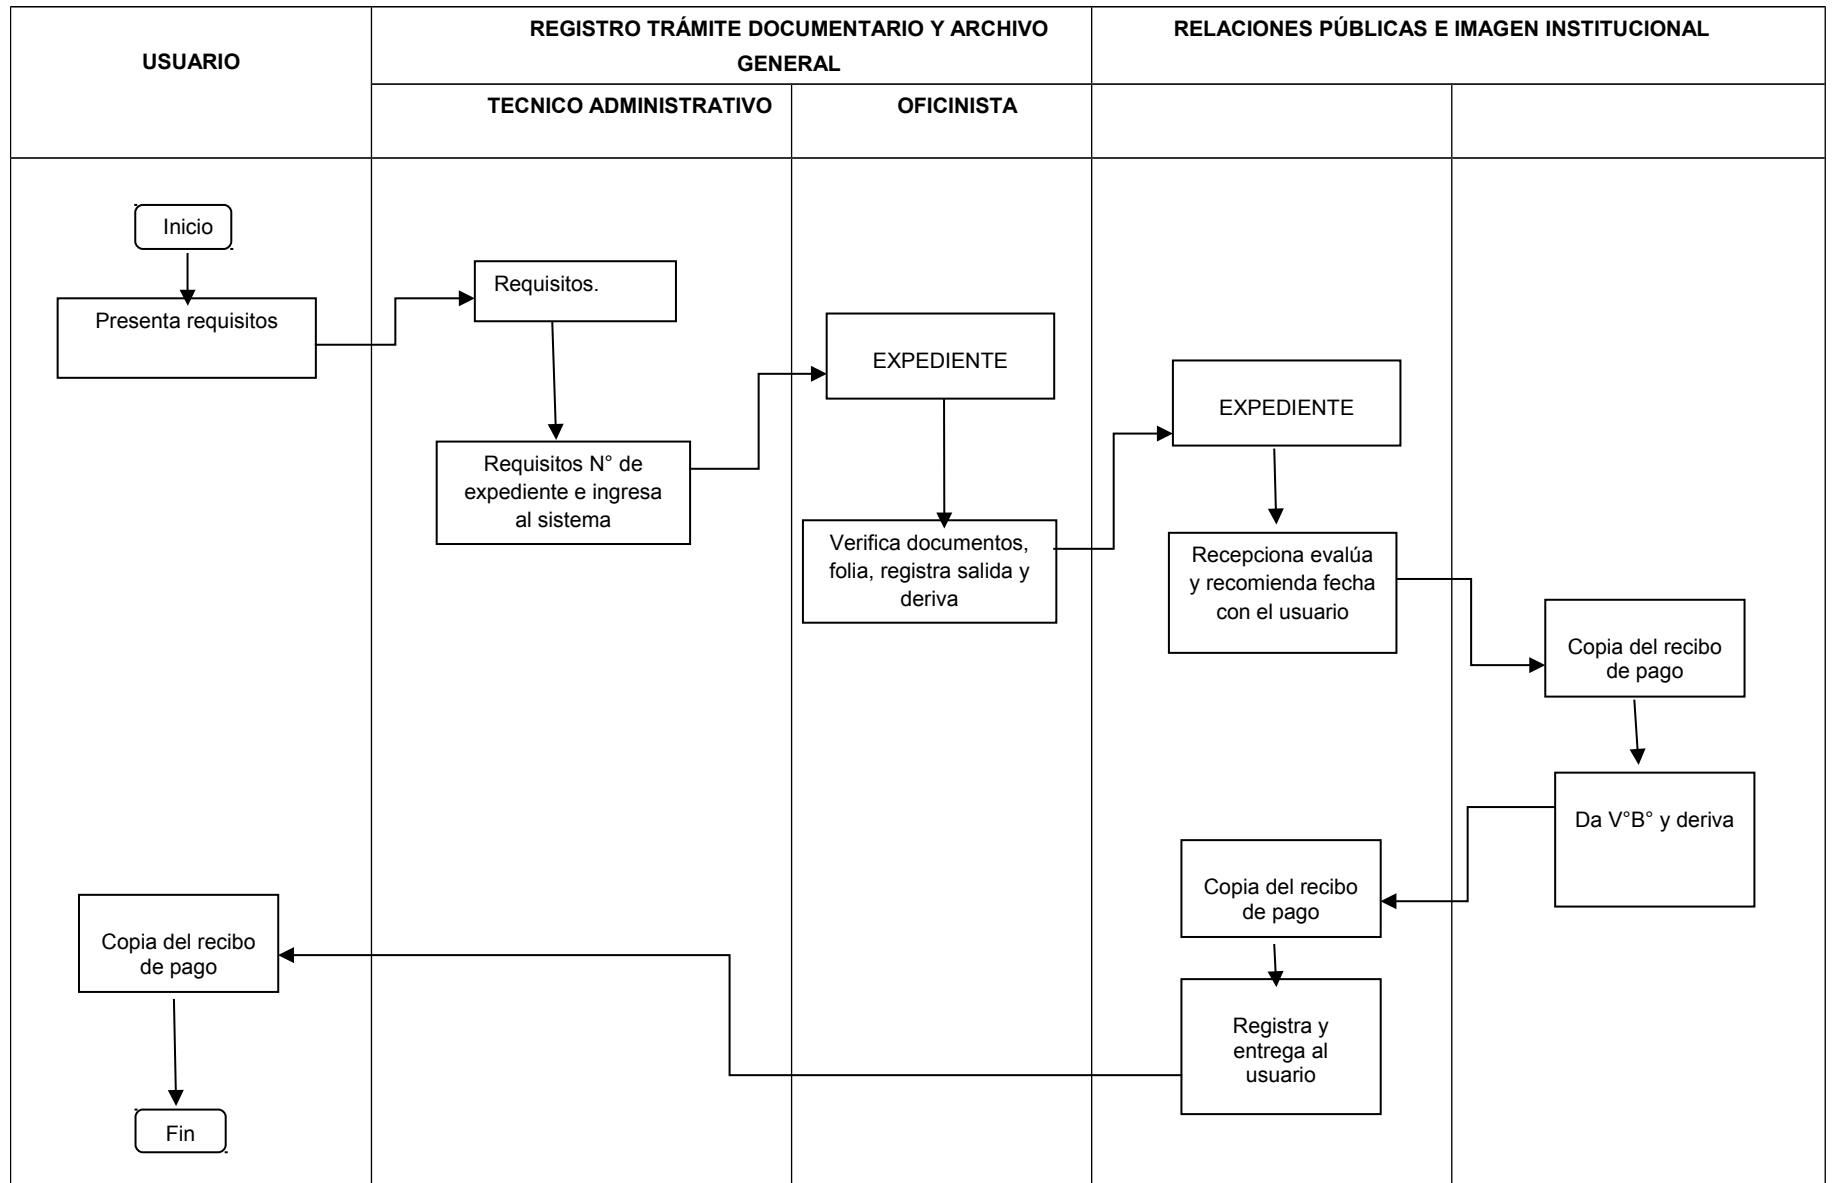 USUARIO
REGISTRO TRÁMITE DOCUMENTARIO Y ARCHIVO
GENERAL
RELACIONES PÚBLICAS E IMAGEN INSTITUCIONAL
TECNICO ADMINISTRATIVO
OFICINISTA
Inicio
Presenta requisitos
Requisitos.
Requisitos N° de
expediente e ingresa
al sistema
EXPEDIENTE
Verifica documentos,
folia, registra salida y
deriva
EXPEDIENTE
Recepciona evalúa
y recomienda fecha
con el usuario
Copia del recibo
de pago
Da V°B° y deriva
Copia del recibo
de pago
Registra y
entrega al
usuario
Copia del recibo
de pago
Fin